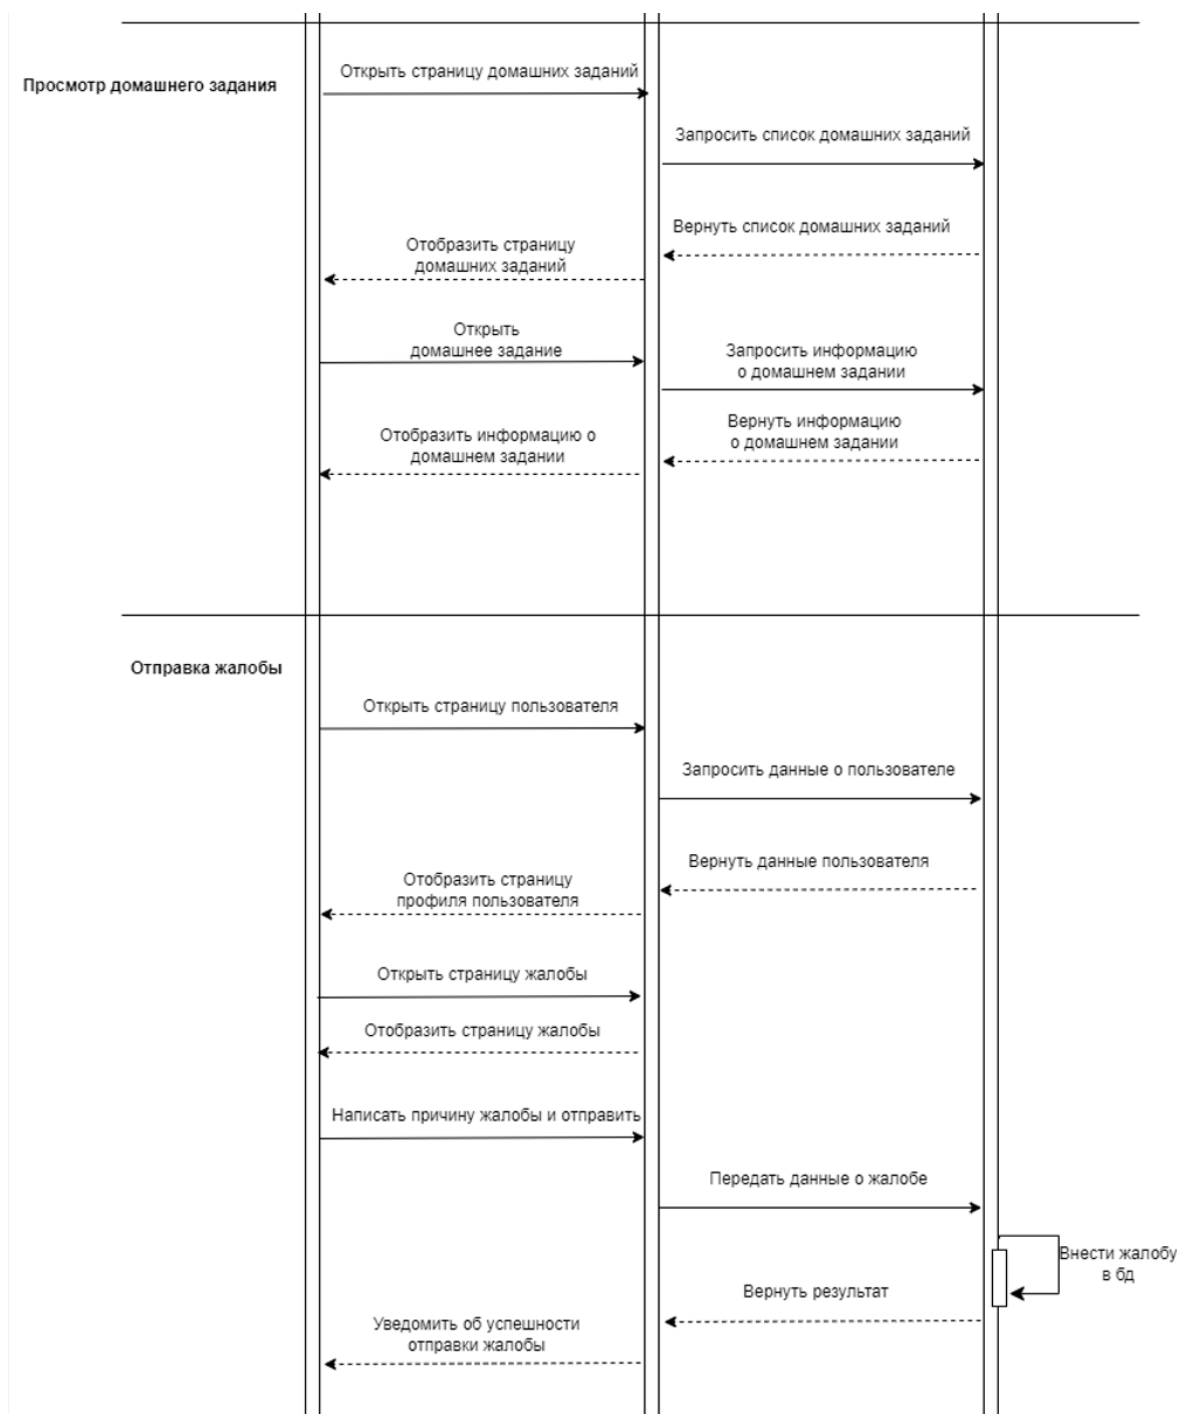 Открыть страницу домашних заданий
Просмотр домашнего задания
Запросить список домашних заданий
Вернуть список домашних заданий
Отобразить страницу
домашних заданий
Открыть
домашнее задание
Запросить информацию
о домашнем задании
Вернуть информацию
о домашнем задании
Отобразить информацию о
домашнем задании
Отправка жалобы
Открыть страницу пользователя
Запросить данные о пользователе
Вернуть данные пользователя
Отобразить страницу
профиля пользователя
Открыть страницу жалобы
Отобразить страницу жалобы
Написать причину жалобы и отправить
Передать данные о жалобе
Внести жалобу
в бд
Вернуть результат
Уведомить об успешности
отправки жалобы